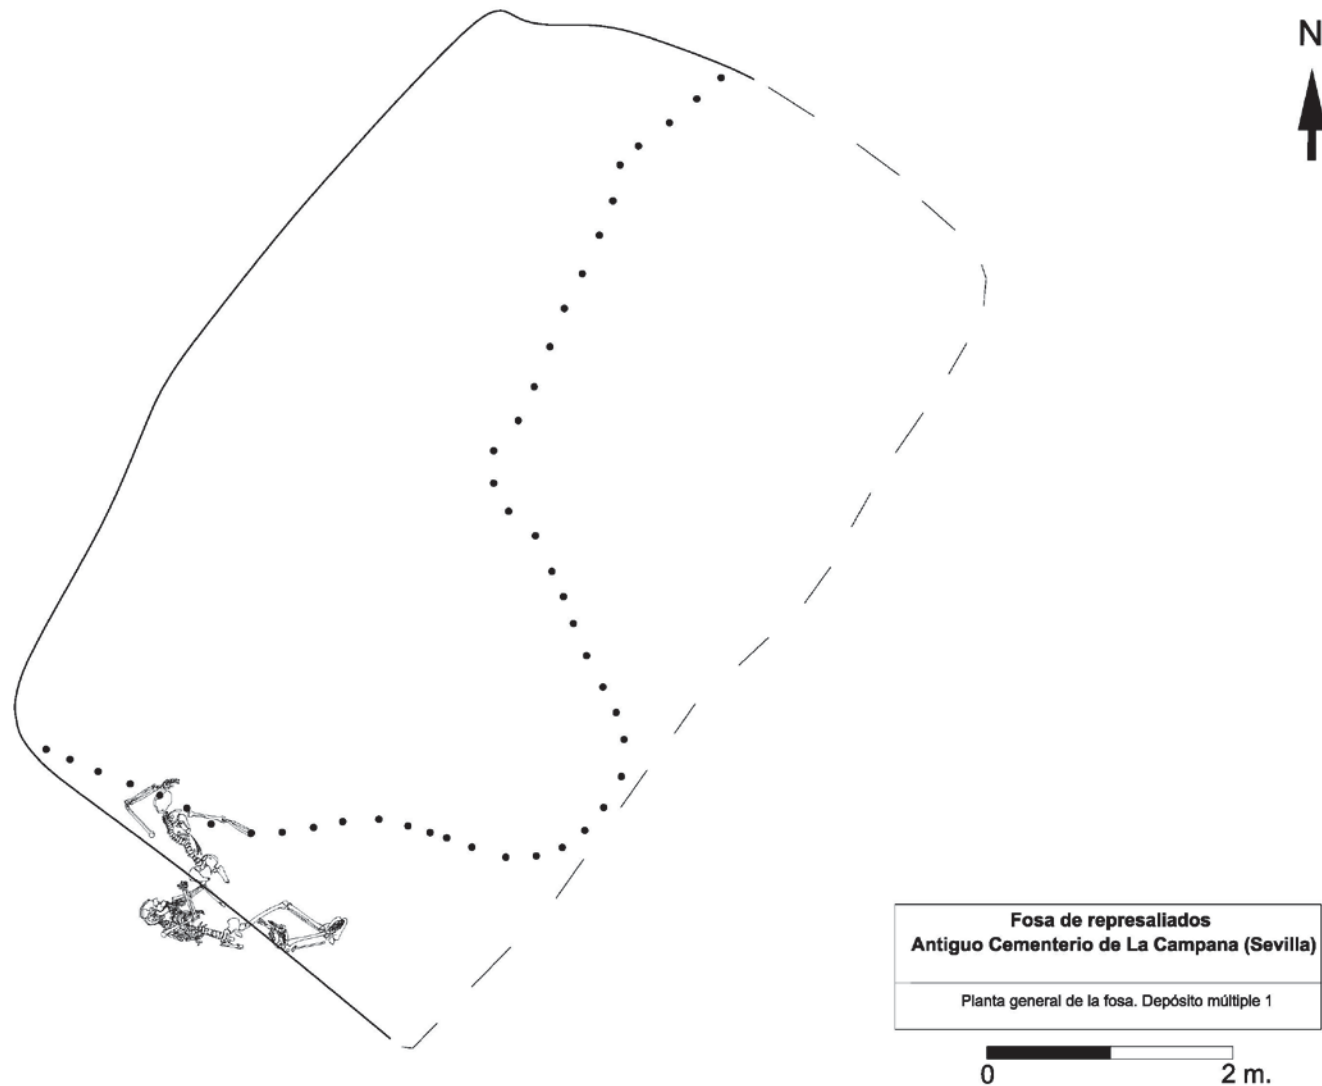 N
Fosa de represaliados
Antiguo Cementerio de La Campana (Sevilla)
Planta general de la fosa. Depósito múltiple 1
0 2 m.